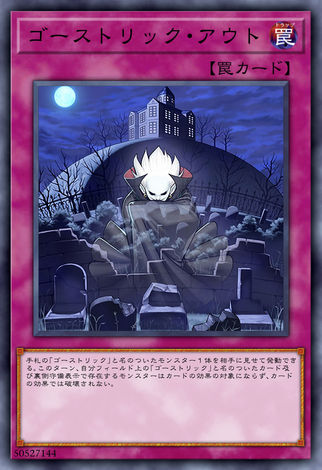 ゴーストリック・アウト
トラップ
罠
【罠カード】
手札の「ゴーストリック」と名のついたモンスター１体を相手に見せて発動でき
る。このターン、自分フィールド上の「ゴーストリック」と名のついたカード及
び裏側守備表示で存在するモンスターはカードの効果の対象にならず、カード
の効果では破壊されない。
50527144